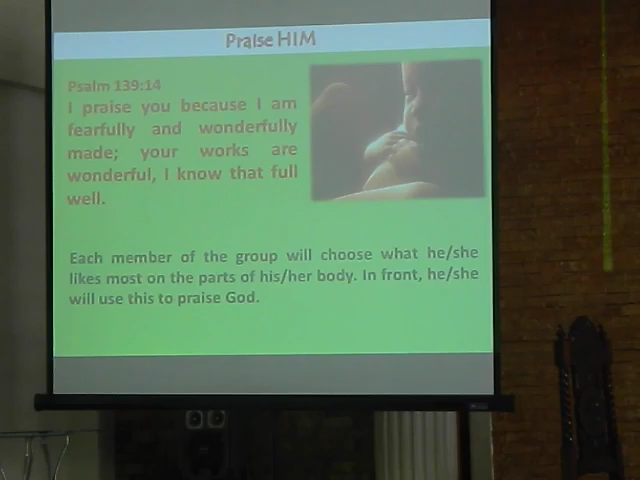 Praise HIM
Psalm 139:14
I praise you because I am
fearfully and wonderfully
made; your works are
wonderful, I know that full
well.
Each member of the group will choose what he/she
likes most on the parts of his/her body. In front, he/she
will use this to praise God.